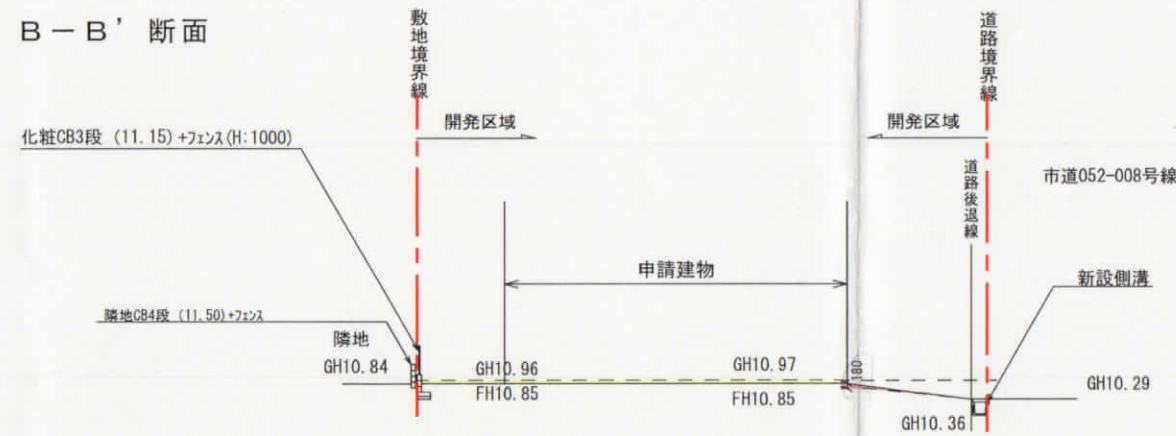 B－B’断面
敷地境界線
道路境界線
開発区域
開発区域
化粧CB3段 (11.15)+フェンス(H:1000)
道路後退線
市道052-008号線
申請建物
新設側溝
隣地CB4段 (11.50)+フェンス
隣地
GH10.84
GH10.96
GH10.97
180
GH10.29
FH10.85
FH10.85
GH10.36